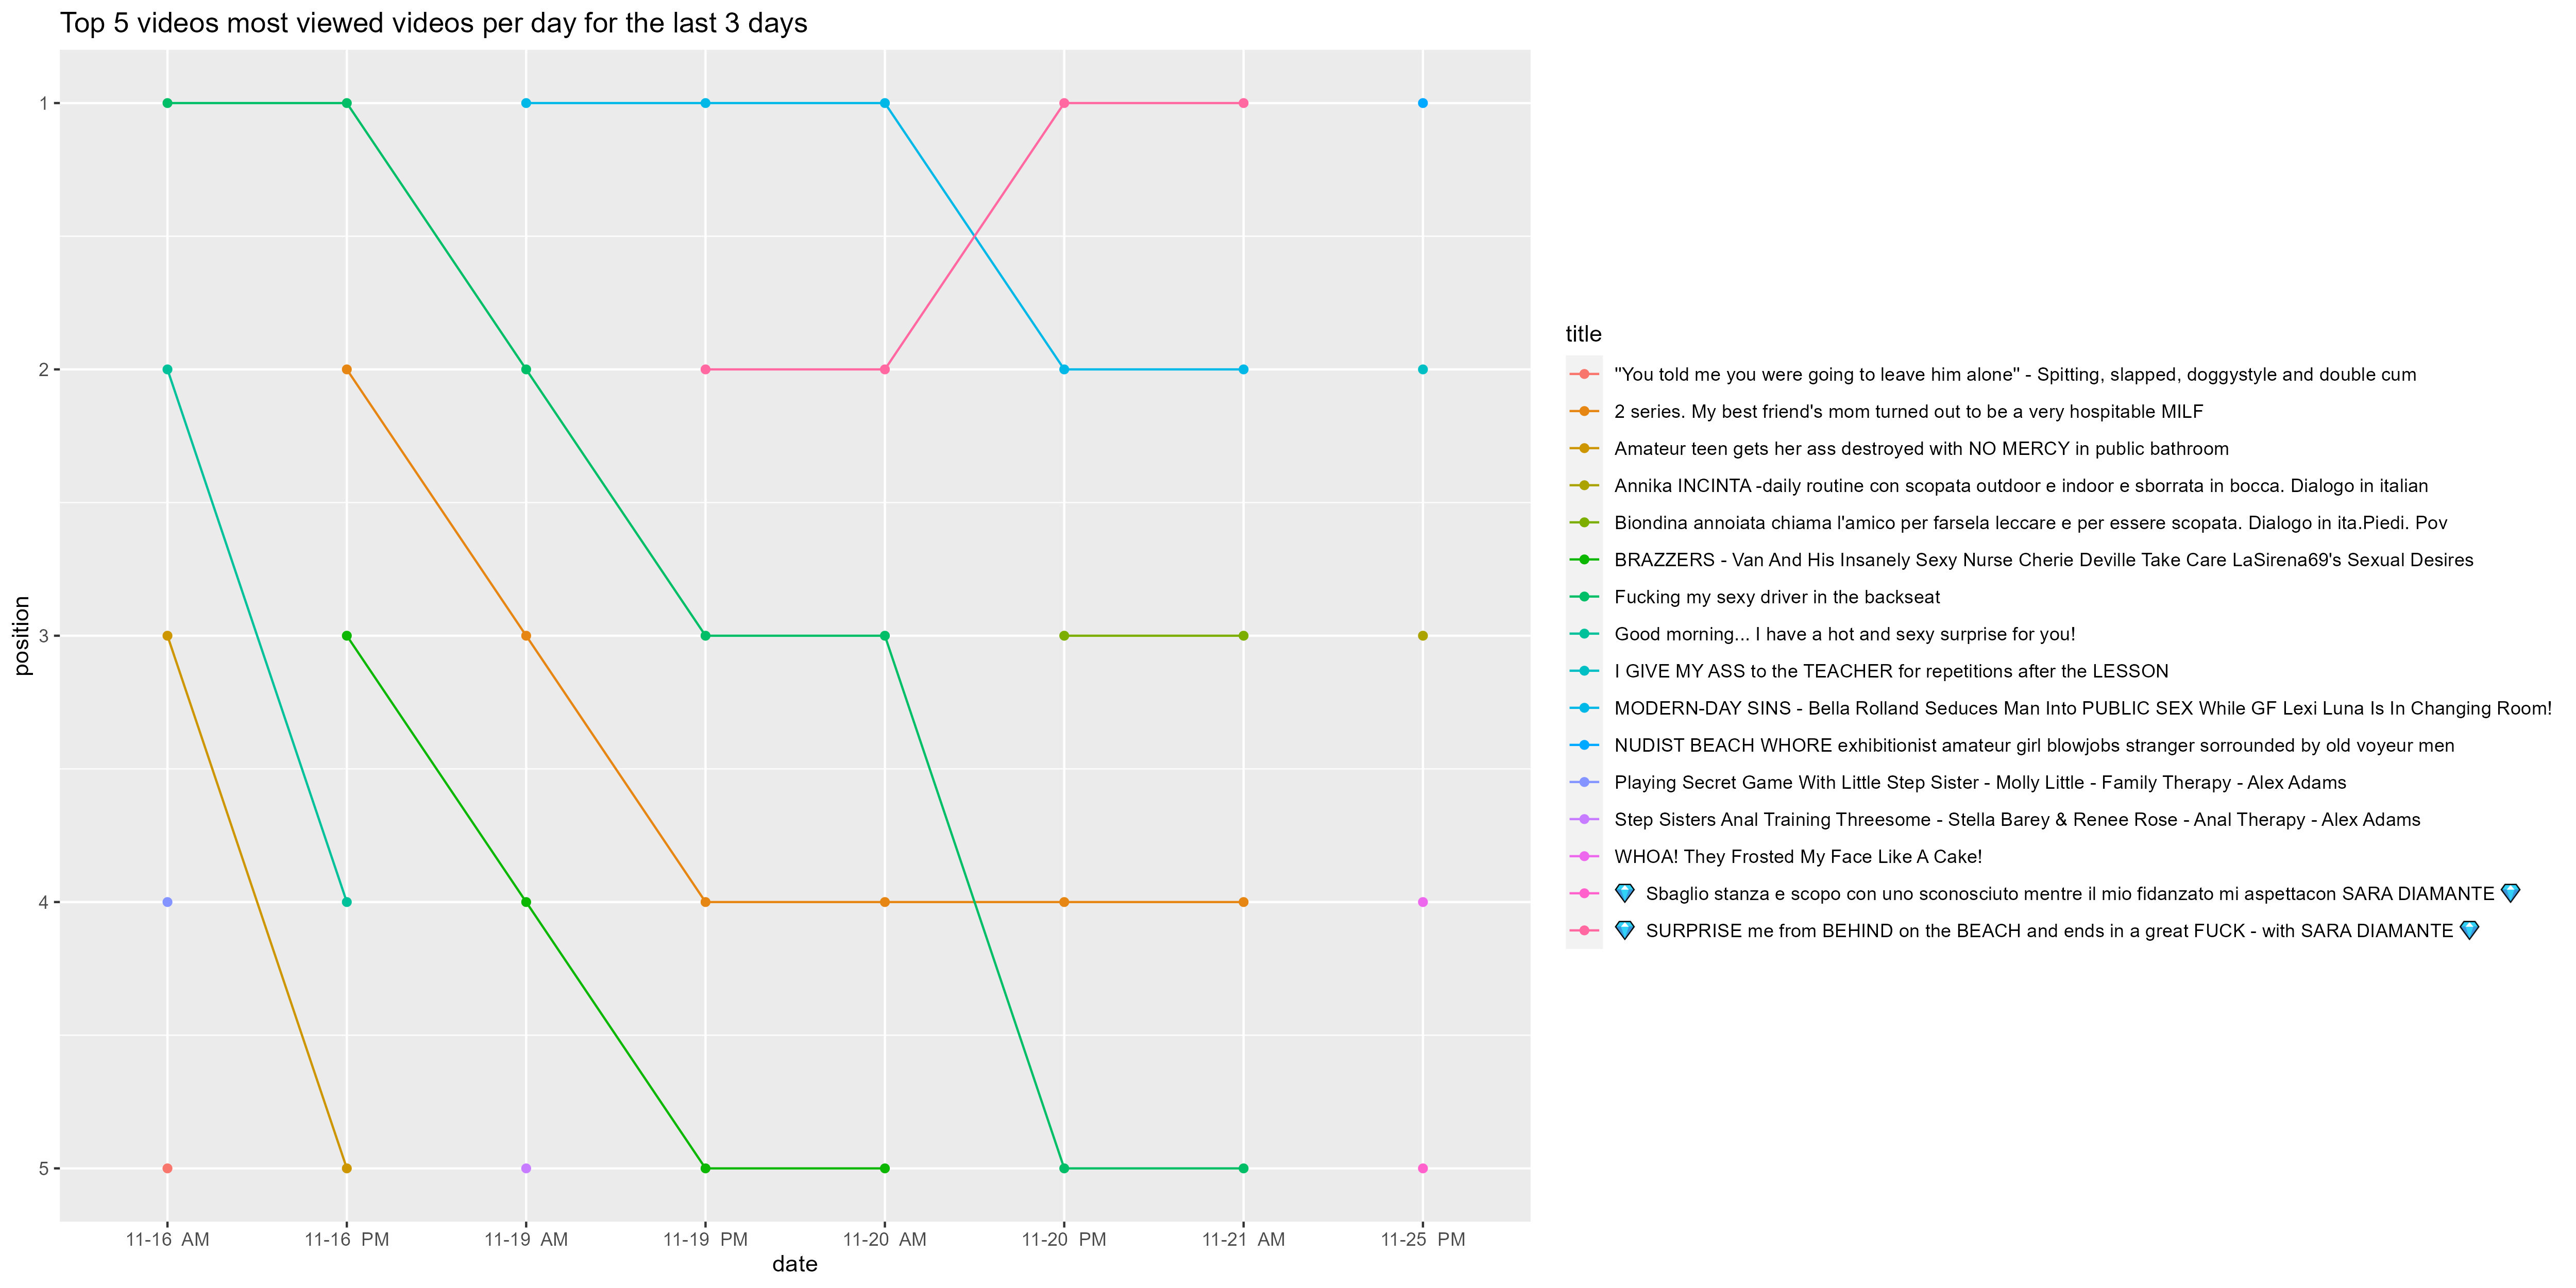 Top 5 videos most viewed videos per day for the last 3 days
position
1
2
3
4
5
11-16 AM
11-16 PM
11-19 AM
11-19 PM
11-20 AM
11-20 PM
11-21 AM
11-25 PM
date
title
"You told me you were going to leave him alone" - Spitting, slapped, doggystyle and double cum
2 series. My best friend's mom turned out to be a very hospitable MILF
Amateur teen gets her ass destroyed with NO MERCY in public bathroom
Annika INCINTA -daily routine con scopata outdoor e indoor e sborrata in bocca. Dialogo in italian
Biondina annoiata chiama l'amico per farsela leccare e per essere scopata. Dialogo in ita.Piedi. Pov
BRAZZERS - Van And His Insanely Sexy Nurse Cherie Deville Take Care LaSirena69's Sexual Desires
Fucking my sexy driver in the backseat
Good morning... I have a hot and sexy surprise for you!
I GIVE MY ASS to the TEACHER for repetitions after the LESSON
MODERN-DAY SINS - Bella Rolland Seduces Man Into PUBLIC SEX While GF Lexi Luna Is In Changing Room!
NUDIST BEACH WHORE exhibitionist amateur girl blowjobs stranger sorrounded by old voyeur men
Playing Secret Game With Little Step Sister - Molly Little - Family Therapy - Alex Adams
Step Sisters Anal Training Threesome - Stella Barey & Renee Rose - Anal Therapy - Alex Adams
WHOA! They Frosted My Face Like A Cake!
💎 Sbaglio stanza e scopo con uno sconosciuto mentre il mio fidanzato mi aspettacon SARA DIAMANTE 💎
💎 SURPRISE me from BEHIND on the BEACH and ends in a great FUCK - with SARA DIAMANTE 💎